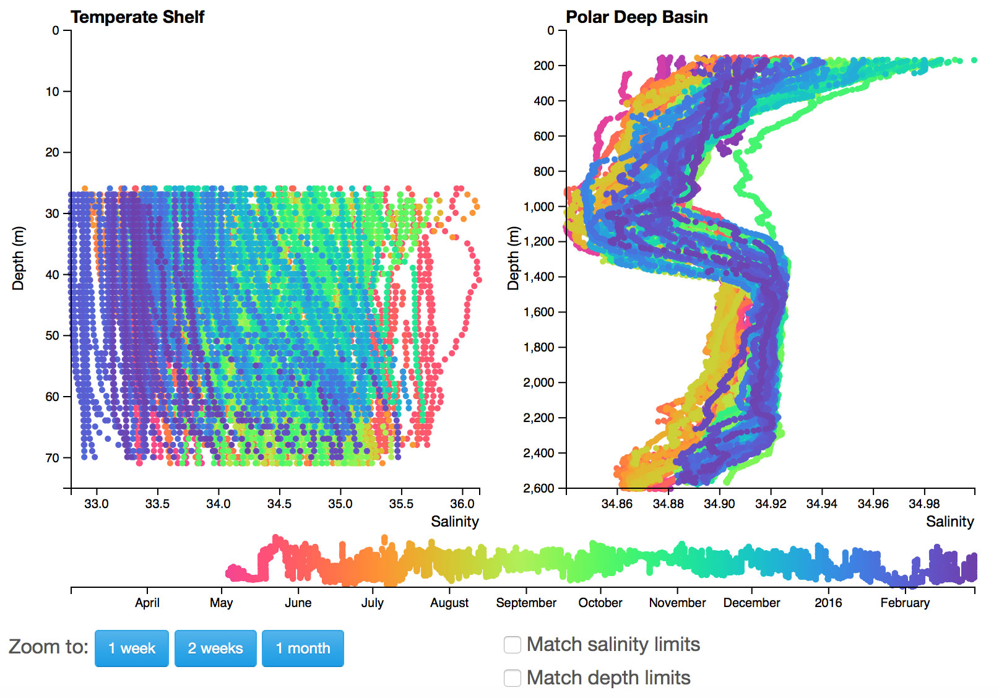 Temperate Shelf
0
10
20
30
40
50
60
70
Depth (m)
33.0 33.5 34.0 34.5 35.0 35.5 36.0
Salinity
Polar Deep Basin
0
200
400
600
800
1,000
1,200
1,400
1,600
1,800
2,000
2,200
2,400
2,600
Depth (m)
34.86 34.88 34.90 34.92 34.94 34.96 34.98
Salinity
April May June July August September October November December 2016 February
Zoom to: 1 week 2 weeks 1 month
Match salinity limits
Match depth limits